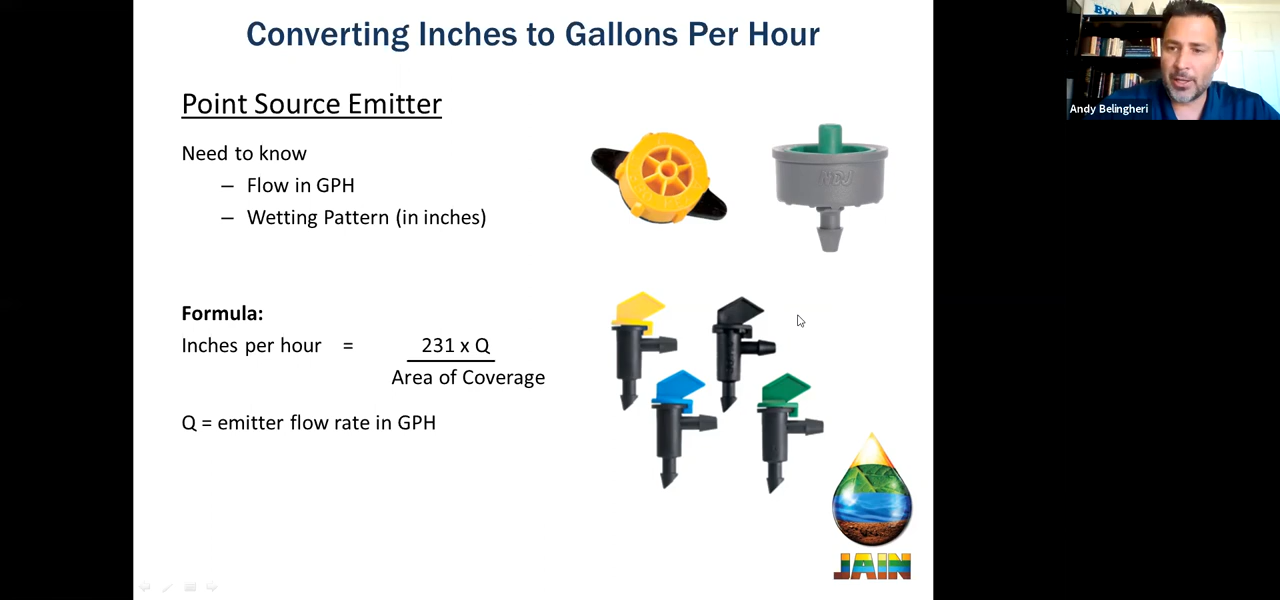 Converting Inches to Gallons Per Hour
Point Source Emitter
Need to know
– Flow in GPH
– Wetting Pattern (in inches)
Formula:
Inches per hour = 231 x Q
Area of Coverage
Q = emitter flow rate in GPH
JAIN
Andy Belingheri